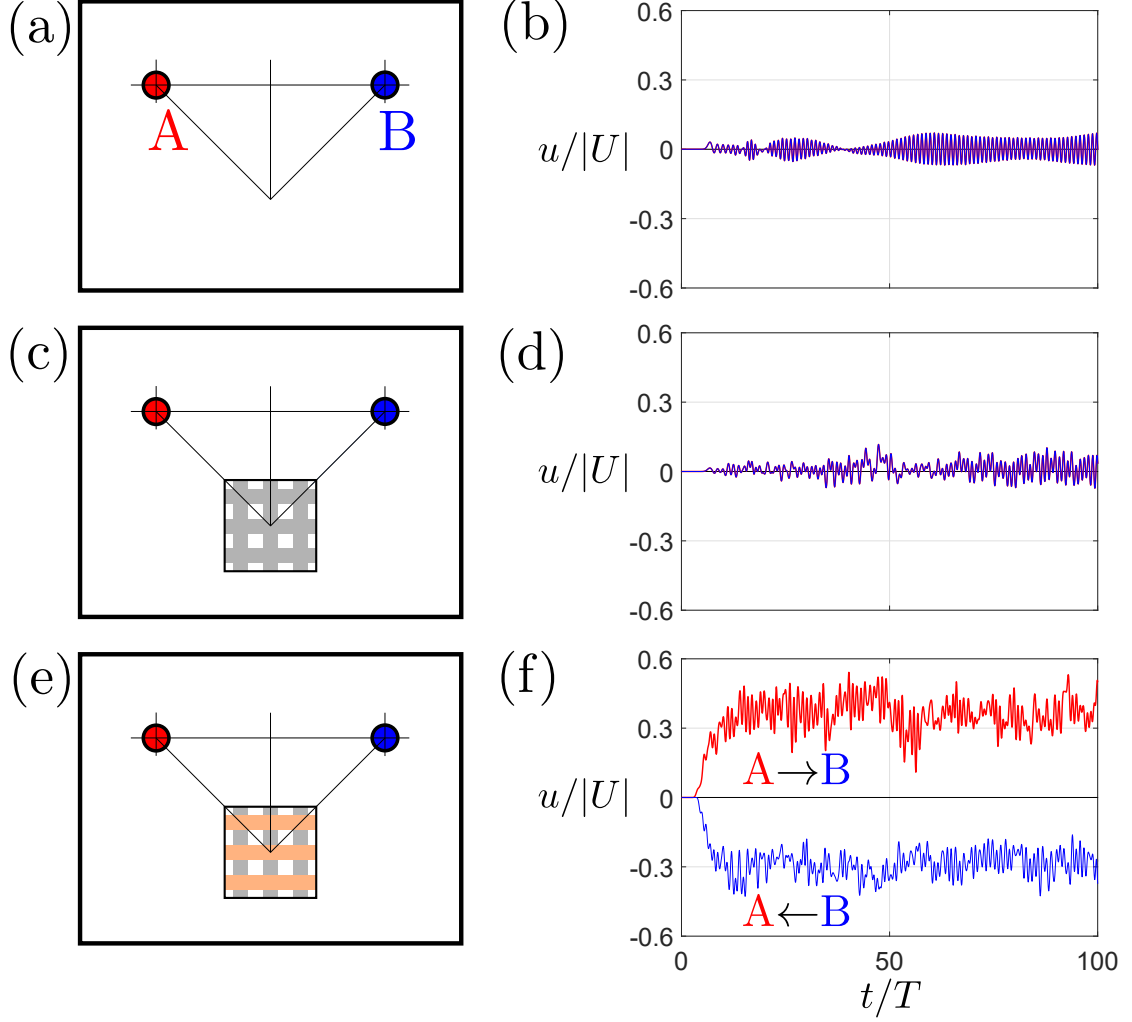 (a)
A
B
(b)
0.6
0.3
0
-0.3
-0.6
u/|U|
(c)
(d)
0.6
0.3
0
-0.3
-0.6
u/|U|
(e)
(f)
0.6
0.3
0
-0.3
-0.6
u/|U|
A→B
A←B
0
50
100
t/T